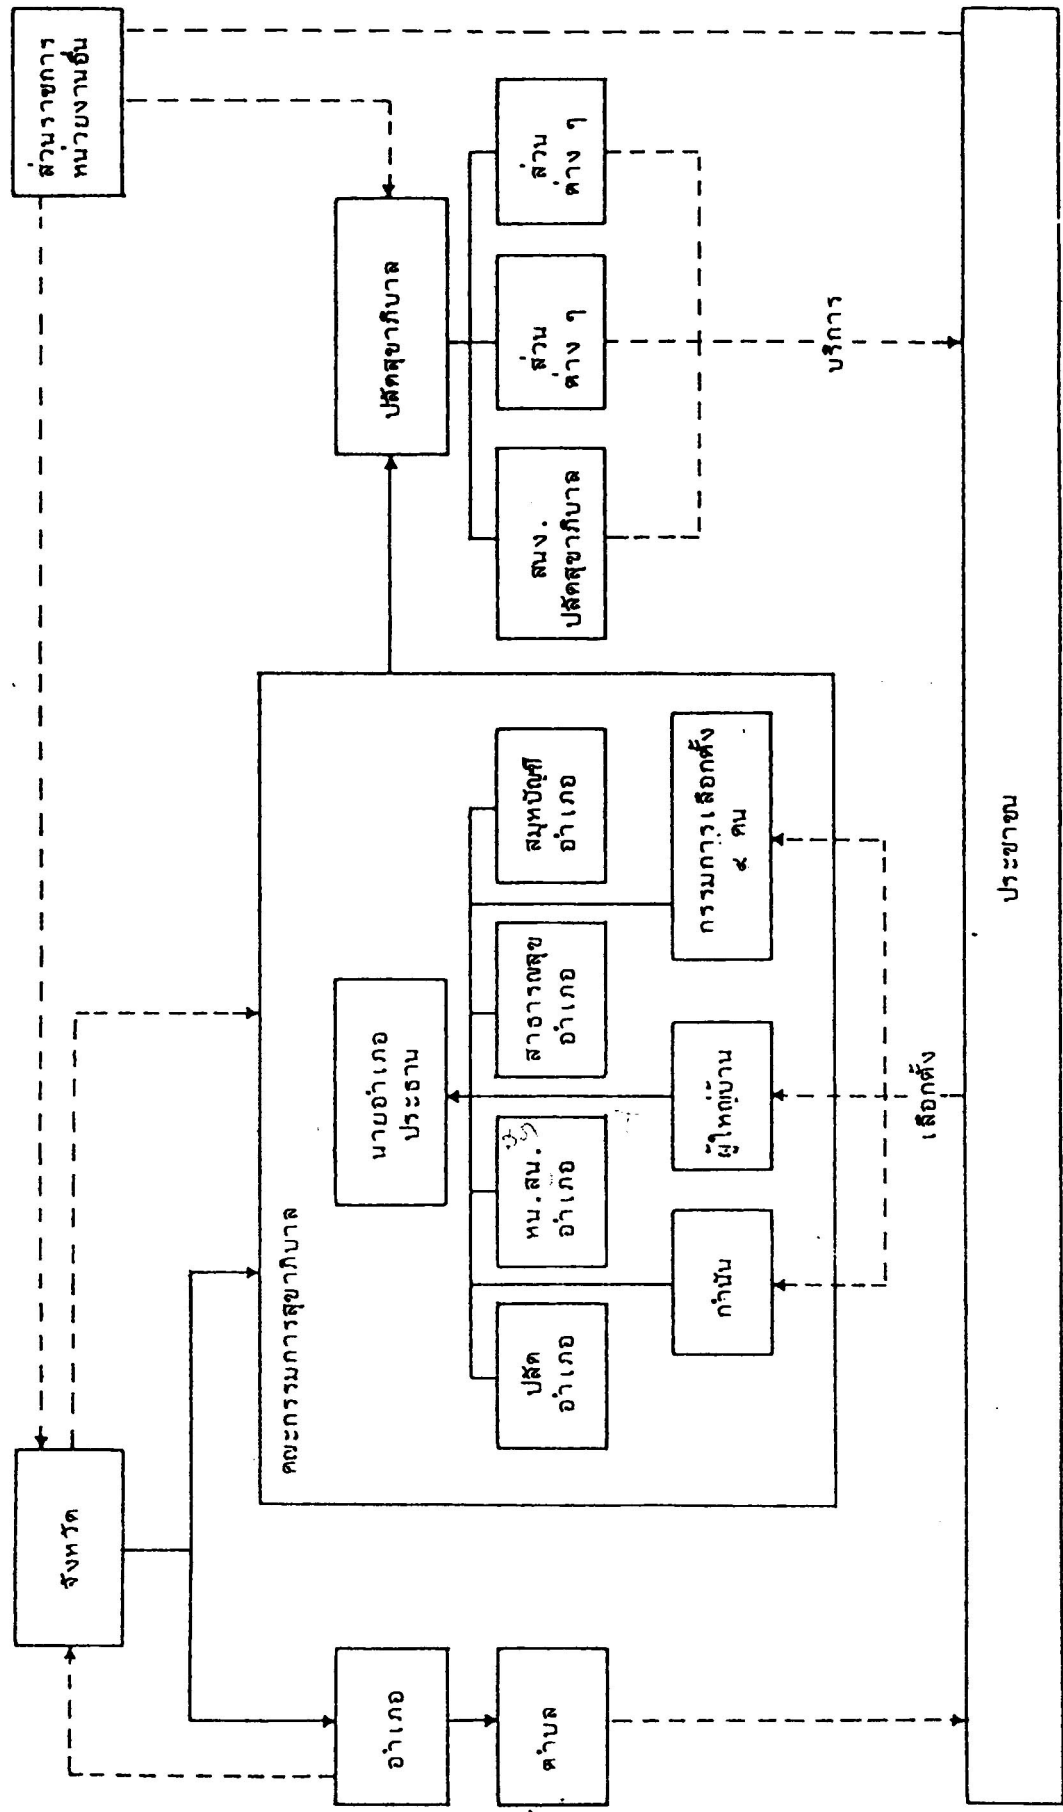 จังหวัด
ส่วนราชการ
หน่วยงานอื่น
คณะกรรมการสุขาภิบาล
อำเภอ
นายอำเภอ
ประธาน
ปลัดสุขาภิบาล
ตำบล
ปลัด
อำเภอ
หน.สน.
อำเภอ
สาธารณสุข
อำเภอ
สมุหบัญชี
อำเภอ
สนง.
ปลัดสุขาภิบาล
ส่วน
ต่าง ๆ
ส่วน
ต่าง ๆ
กำนัน
ผู้ใหญ่บ้าน
กรรมการเลือกตั้ง
๙ คน
เลือกตั้ง
บริการ
ประชาชน